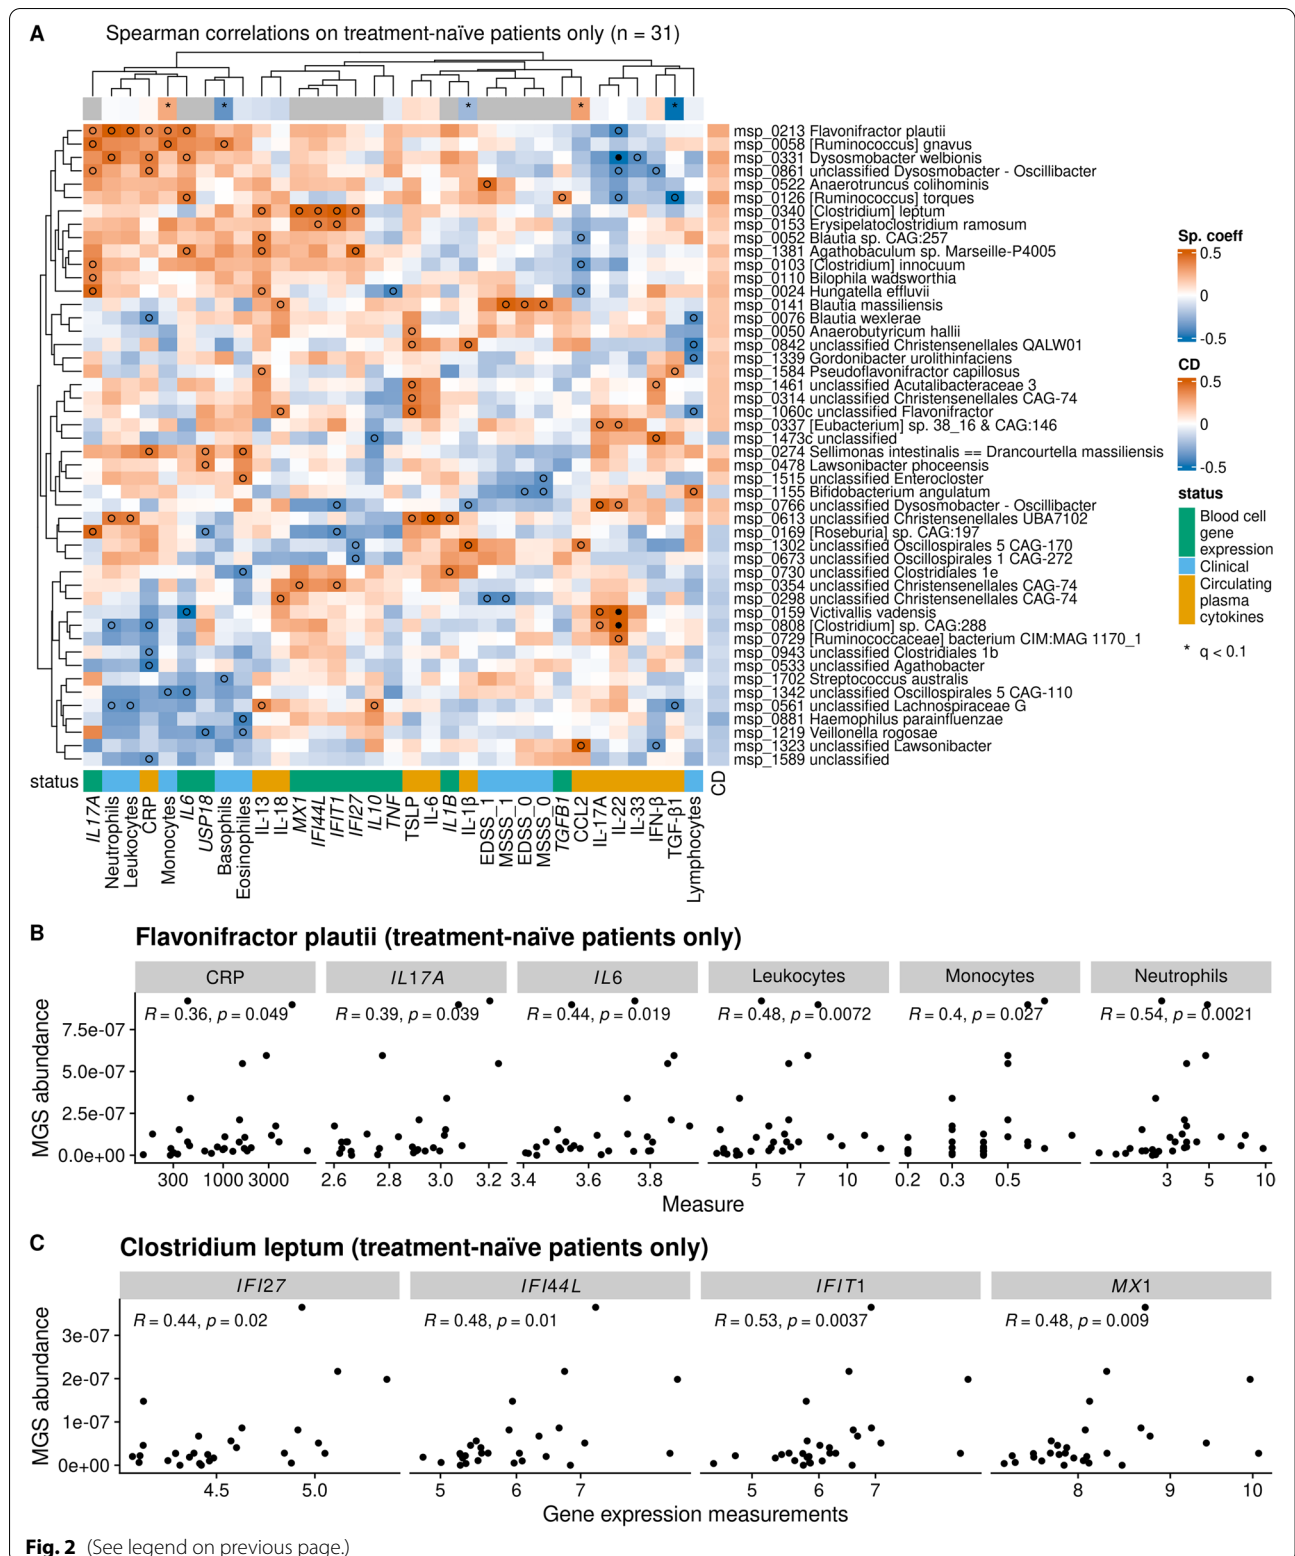 A
Spearman correlations on treatment-naïve patients only (n = 31)
* * * * *
msp_0213 Flavonifractor plautii
msp_0058 [Ruminococcus] gnavus
msp_0331 Dysosmobacter welbionis
msp_0861 unclassified Dysosmobacter - Oscillibacter
msp_0522 Anaerotruncus colihominis
msp_0126 [Ruminococcus] torques
msp_0340 [Clostridium] leptum
msp_0153 Erysipelatoclostridium ramosum
msp_0052 Blautia sp. CAG:257
msp_1381 Agathobaculum sp. Marseille-P4005
msp_0103 [Clostridium] innocuum
msp_0110 Bilophila wadsworthia
msp_0024 Hungatella effluvii
msp_0141 Blautia massiliensis
msp_0076 Blautia wexlerae
msp_0050 Anaerobutyricum hallii
msp_0842 unclassified Christensenellales QALW01
msp_1339 Gordonibacter urolithinfaciens
msp_1584 Pseudoflavonifractor capillosus
msp_1461 unclassified Acutalibacteraceae 3
msp_0314 unclassified Christensenellales CAG-74
msp_1060c unclassified Flavonifractor
msp_0337 [Eubacterium] sp. 38_16 & CAG:146
msp_1473c unclassified
msp_0274 Sellimonas intestinalis == Drancourtella massiliensis
msp_0478 Lawsonibacter phoceensis
msp_1515 unclassified Enterocloster
msp_1155 Bifidobacterium angulatum
msp_0766 unclassified Dysosmobacter - Oscillibacter
msp_0613 unclassified Christensenellales UBA7102
msp_0169 [Roseburia] sp. CAG:197
msp_1302 unclassified Oscillospirales 5 CAG-170
msp_0673 unclassified Oscillospirales 1 CAG-272
msp_0730 unclassified Clostridiales 1e
msp_0354 unclassified Christensenellales CAG-74
msp_0298 unclassified Christensenellales CAG-74
msp_0159 Victivallis vadensis
msp_0808 [Clostridium] sp. CAG:288
msp_0729 [Ruminococcaceae] bacterium CIM:MAG 1170_1
msp_0943 unclassified Clostridiales 1b
msp_0533 unclassified Agathobacter
msp_1702 Streptococcus australis
msp_1342 unclassified Oscillospirales 5 CAG-110
msp_0561 unclassified Lachnospiraceae G
msp_0881 Haemophilus parainfluenzae
msp_1219 Veillonella rogosae
msp_1323 unclassified Lawsonibacter
msp_1589 unclassified
Sp. coeff
0.5
0
-0.5
CD
0.5
0
-0.5
status
Blood cell
gene
expression
Clinical
Circulating
plasma
cytokines
* q < 0.1
status
CD
IL17A
Neutrophils
Leukocytes
CRP
Monocytes
IL6
USP18
Basophils
Eosinophiles
IL-13
IL-18
MX1
IFI44L
IFIT1
IFI27
IL10
TNF
TSLP
IL-6
IL1B
IL-1β
EDSS_1
MSSS_1
EDSS_0
MSSS_0
TGFB1
CCL2
IL-17A
IL-22
IL-33
IFN-β
TGF-β1
Lymphocytes
B
Flavonifractor plautii (treatment-naïve patients only)
CRP IL17A IL6 Leukocytes Monocytes Neutrophils
R = 0.36, p = 0.049 R = 0.39, p = 0.039 R = 0.44, p = 0.019 R = 0.48, p = 0.0072 R = 0.4, p = 0.027 R = 0.54, p = 0.0021
MGS abundance
7.5e-07
5.0e-07
2.5e-07
0.0e+00
300 1000 3000 2.6 2.8 3.0 3.2 3.4 3.6 3.8 5 7 10 0.2 0.3 0.5 3 5 10
Measure
C
Clostridium leptum (treatment-naïve patients only)
IFI27 IFI44L IFIT1 MX1
R = 0.44, p = 0.02 R = 0.48, p = 0.01 R = 0.53, p = 0.0037 R = 0.48, p = 0.009
MGS abundance
3e-07
2e-07
1e-07
0e+00
4.5 5.0 5 6 7 5 6 7 8 9 10
Gene expression measurements
Fig. 2 (See legend on previous page.)